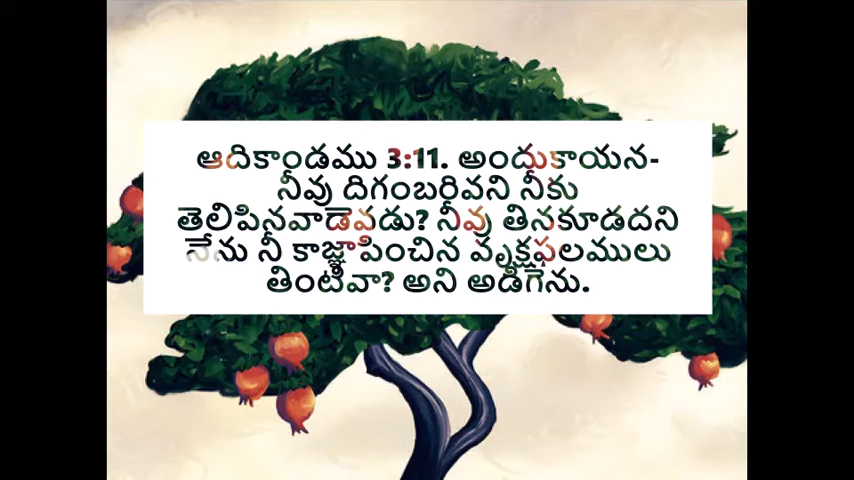 ఆదికాండము 3:11. అందుకాయన-
నీవు దిగంబరివని నీకు
తెలిపినవాడెవడు? నీవు తినకూడదని
నేను నీ కాజ్ఞాపించిన వృక్షఫలములు
తింటివా? అని అడిగెను.